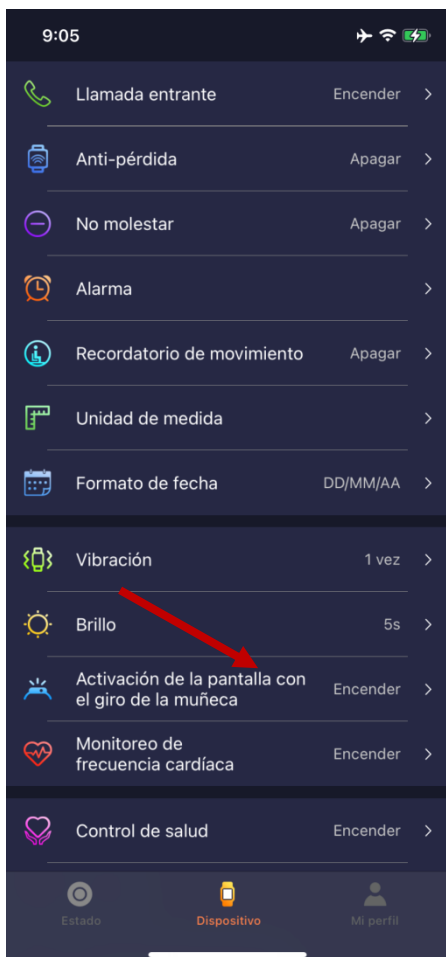 9:05
Llamada entrante Encender
Anti-pérdida Apagar
No molestar Apagar
Alarma
Recordatorio de movimiento Apagar
Unidad de medida
Formato de fecha DD/MM/AA
Vibración 1 vez
Brillo 5s
Activación de la pantalla con
el giro de la muñeca Encender
Monitoreo de
frecuencia cardíaca Encender
Control de salud Encender
Estado Dispositivo Mi perfil